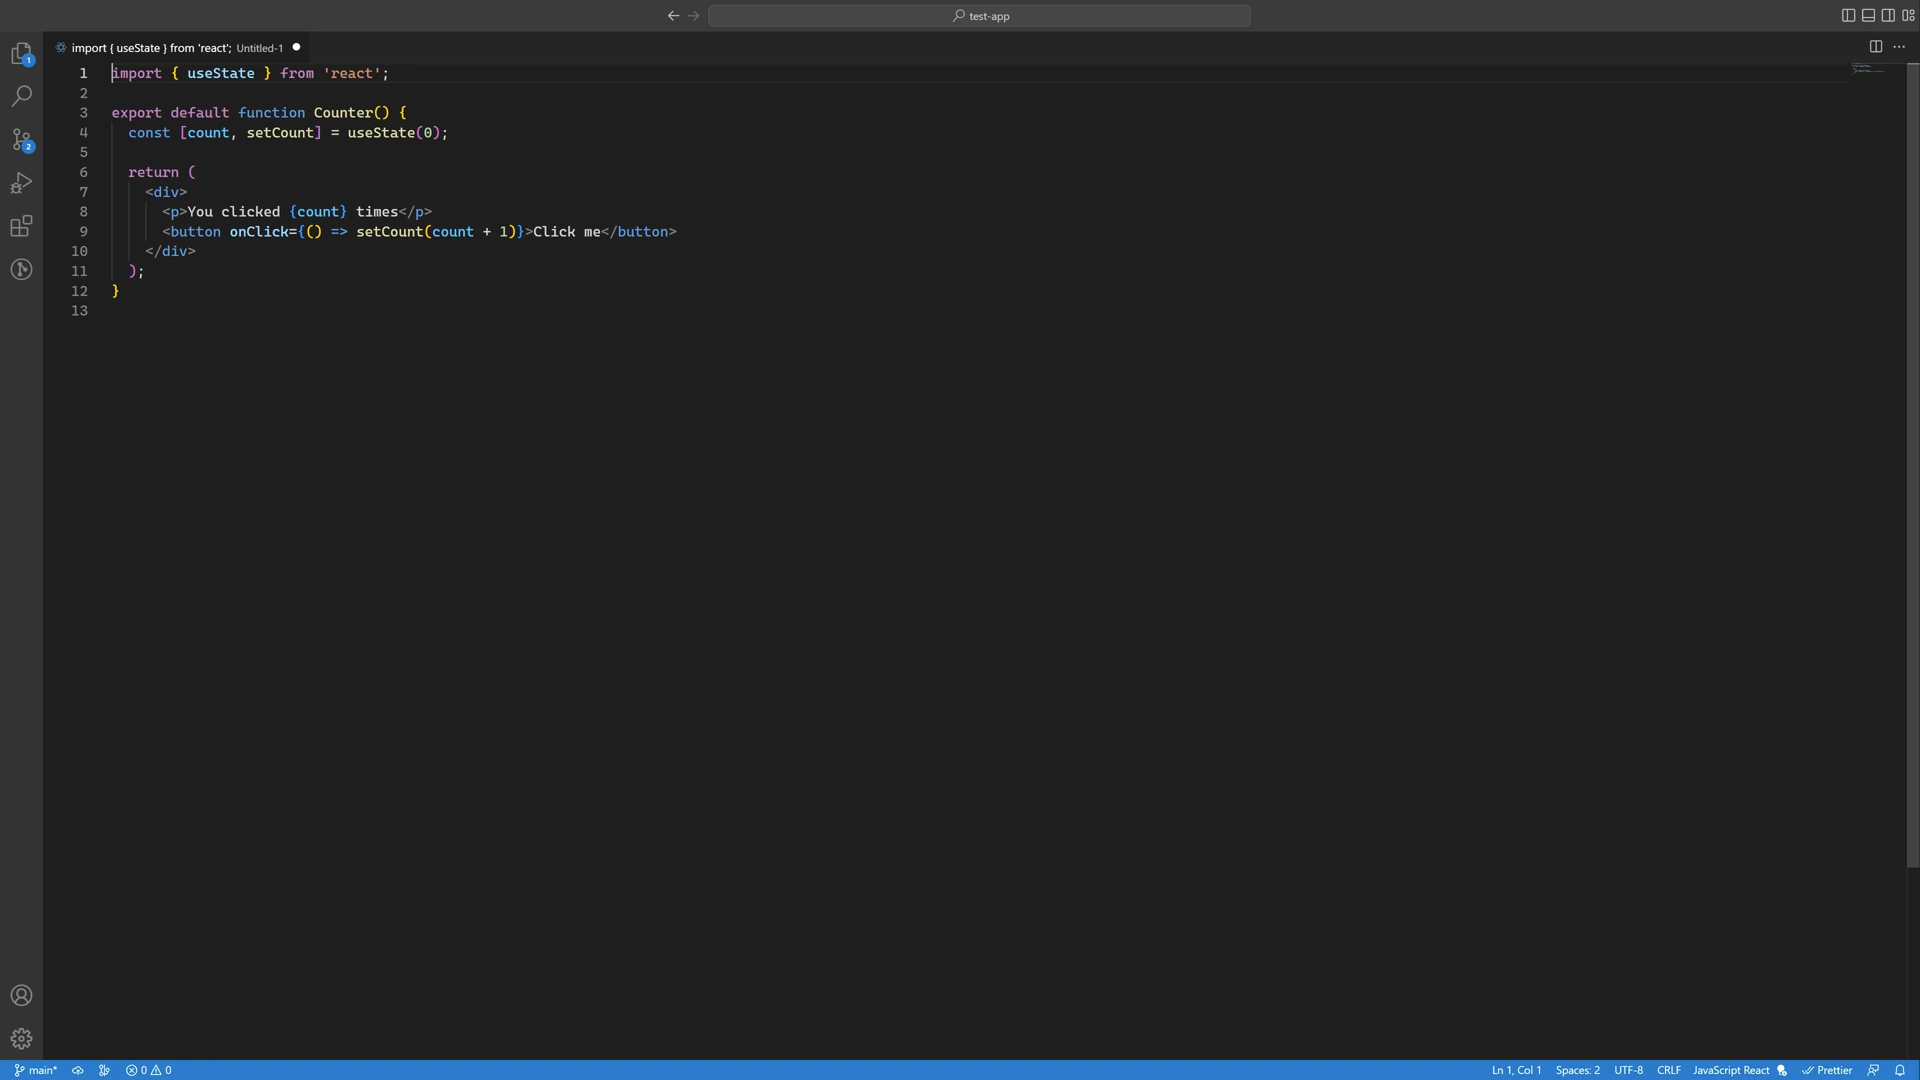 test-app
import { useState } from 'react'; Untitled-1
1
1 import { useState } from 'react';
2
3 export default function Counter() {
2
4   const [count, setCount] = useState(0);
5
6   return (
7     <div>
8       <p>You clicked {count} times</p>
9       <button onClick={() => setCount(count + 1)}>Click me</button>
10     </div>
11   );
12 }
13
main* 0 0 Ln 1, Col 1 Spaces: 2 UTF-8 CRLF JavaScript React Prettier